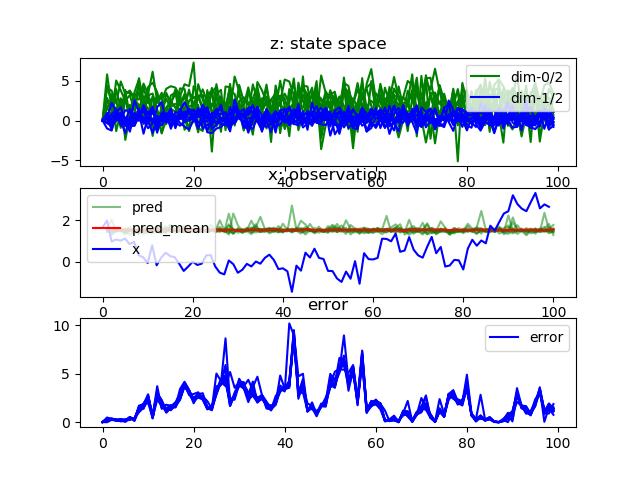 z: state space
5
0
−5
dim-0/2
dim-1/2
0 20 40 60 80 100
x: observation
2
0
pred
pred_mean
x
0 20 40 60 80 100
error
10
5
0
error
0 20 40 60 80 100